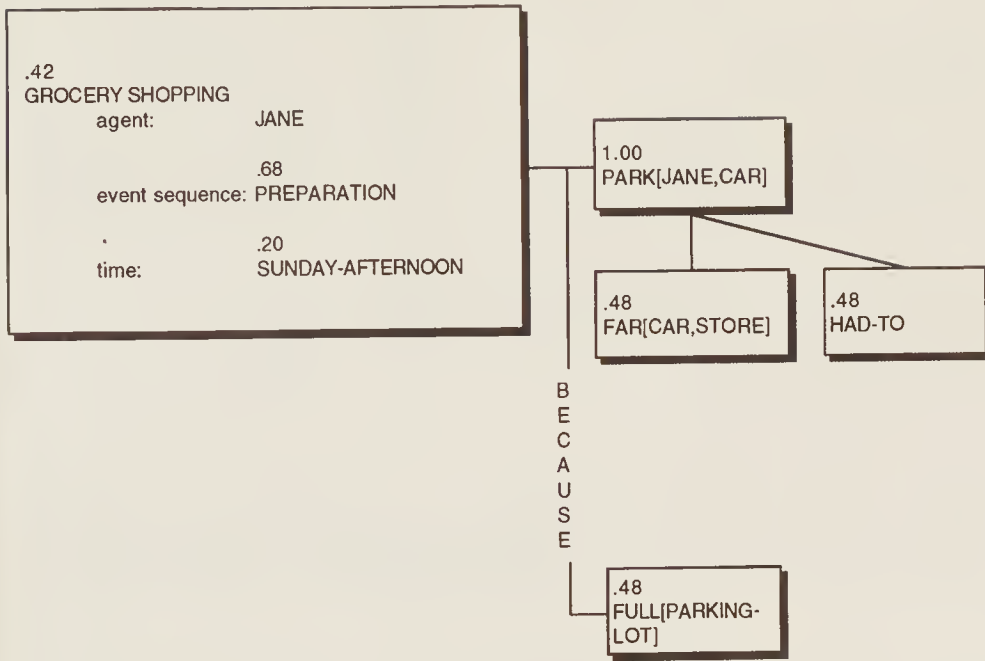 .42
GROCERY SHOPPING
agent: JANE
.68
event sequence: PREPARATION
.20
time: SUNDAY-AFTERNOON
1.00
PARK[JANE,CAR]
.48
FAR[CAR,STORE]
.48
HAD-TO
B
E
C
A
U
S
E
.48
FULL[PARKING-
LOT]